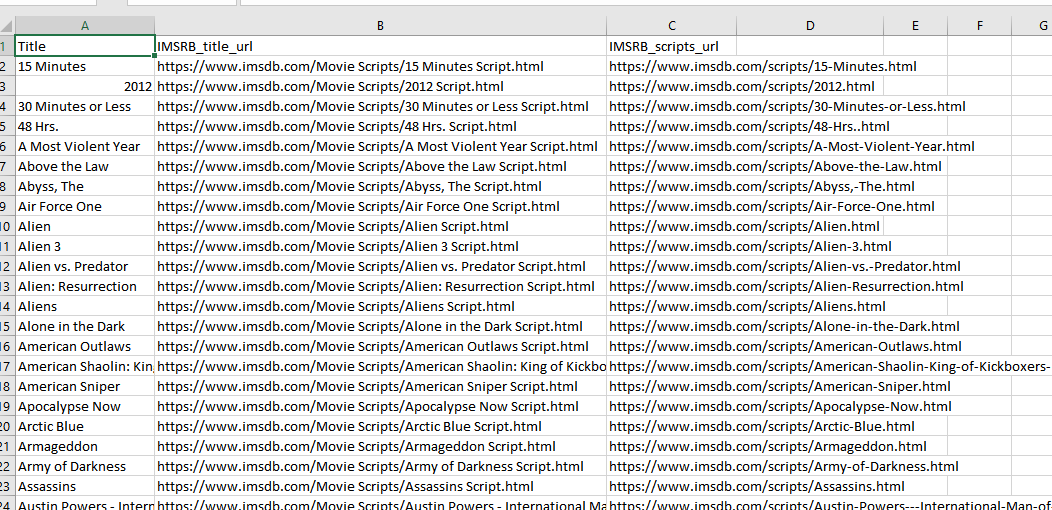 A B C D E F G
1 Title IMSRB_title_url IMSRB_scripts_url
2 15 Minutes https://www.imsdb.com/Movie Scripts/15 Minutes Script.html https://www.imsdb.com/scripts/15-Minutes.html
3 2012 https://www.imsdb.com/Movie Scripts/2012 Script.html https://www.imsdb.com/scripts/2012.html
4 30 Minutes or Less https://www.imsdb.com/Movie Scripts/30 Minutes or Less Script.html https://www.imsdb.com/scripts/30-Minutes-or-Less.html
5 48 Hrs. https://www.imsdb.com/Movie Scripts/48 Hrs. Script.html https://www.imsdb.com/scripts/48-Hrs..html
6 A Most Violent Year https://www.imsdb.com/Movie Scripts/A Most Violent Year Script.html https://www.imsdb.com/scripts/A-Most-Violent-Year.html
7 Above the Law https://www.imsdb.com/Movie Scripts/Above the Law Script.html https://www.imsdb.com/scripts/Above-the-Law.html
8 Abyss, The https://www.imsdb.com/Movie Scripts/Abyss, The Script.html https://www.imsdb.com/scripts/Abyss,-The.html
9 Air Force One https://www.imsdb.com/Movie Scripts/Air Force One Script.html https://www.imsdb.com/scripts/Air-Force-One.html
10 Alien https://www.imsdb.com/Movie Scripts/Alien Script.html https://www.imsdb.com/scripts/Alien.html
11 Alien 3 https://www.imsdb.com/Movie Scripts/Alien 3 Script.html https://www.imsdb.com/scripts/Alien-3.html
12 Alien vs. Predator https://www.imsdb.com/Movie Scripts/Alien vs. Predator Script.html https://www.imsdb.com/scripts/Alien-vs.-Predator.html
13 Alien: Resurrection https://www.imsdb.com/Movie Scripts/Alien: Resurrection Script.html https://www.imsdb.com/scripts/Alien-Resurrection.html
14 Aliens https://www.imsdb.com/Movie Scripts/Aliens Script.html https://www.imsdb.com/scripts/Aliens.html
15 Alone in the Dark https://www.imsdb.com/Movie Scripts/Alone in the Dark Script.html https://www.imsdb.com/scripts/Alone-in-the-Dark.html
16 American Outlaws https://www.imsdb.com/Movie Scripts/American Outlaws Script.html https://www.imsdb.com/scripts/American-Outlaws.html
17 American Shaolin: Kin https://www.imsdb.com/Movie Scripts/American Shaolin: King of Kickbo https://www.imsdb.com/scripts/American-Shaolin-King-of-Kickboxers-
18 American Sniper https://www.imsdb.com/Movie Scripts/American Sniper Script.html https://www.imsdb.com/scripts/American-Sniper.html
19 Apocalypse Now https://www.imsdb.com/Movie Scripts/Apocalypse Now Script.html https://www.imsdb.com/scripts/Apocalypse-Now.html
20 Arctic Blue https://www.imsdb.com/Movie Scripts/Arctic Blue Script.html https://www.imsdb.com/scripts/Arctic-Blue.html
21 Armageddon https://www.imsdb.com/Movie Scripts/Armageddon Script.html https://www.imsdb.com/scripts/Armageddon.html
22 Army of Darkness https://www.imsdb.com/Movie Scripts/Army of Darkness Script.html https://www.imsdb.com/scripts/Army-of-Darkness.html
23 Assassins https://www.imsdb.com/Movie Scripts/Assassins Script.html https://www.imsdb.com/scripts/Assassins.html
24 Austin Powers - Intern https://www.imsdb.com/Movie Scripts/Austin Powers - International Ma https://www.imsdb.com/scripts/Austin-Powers---International-Man-of